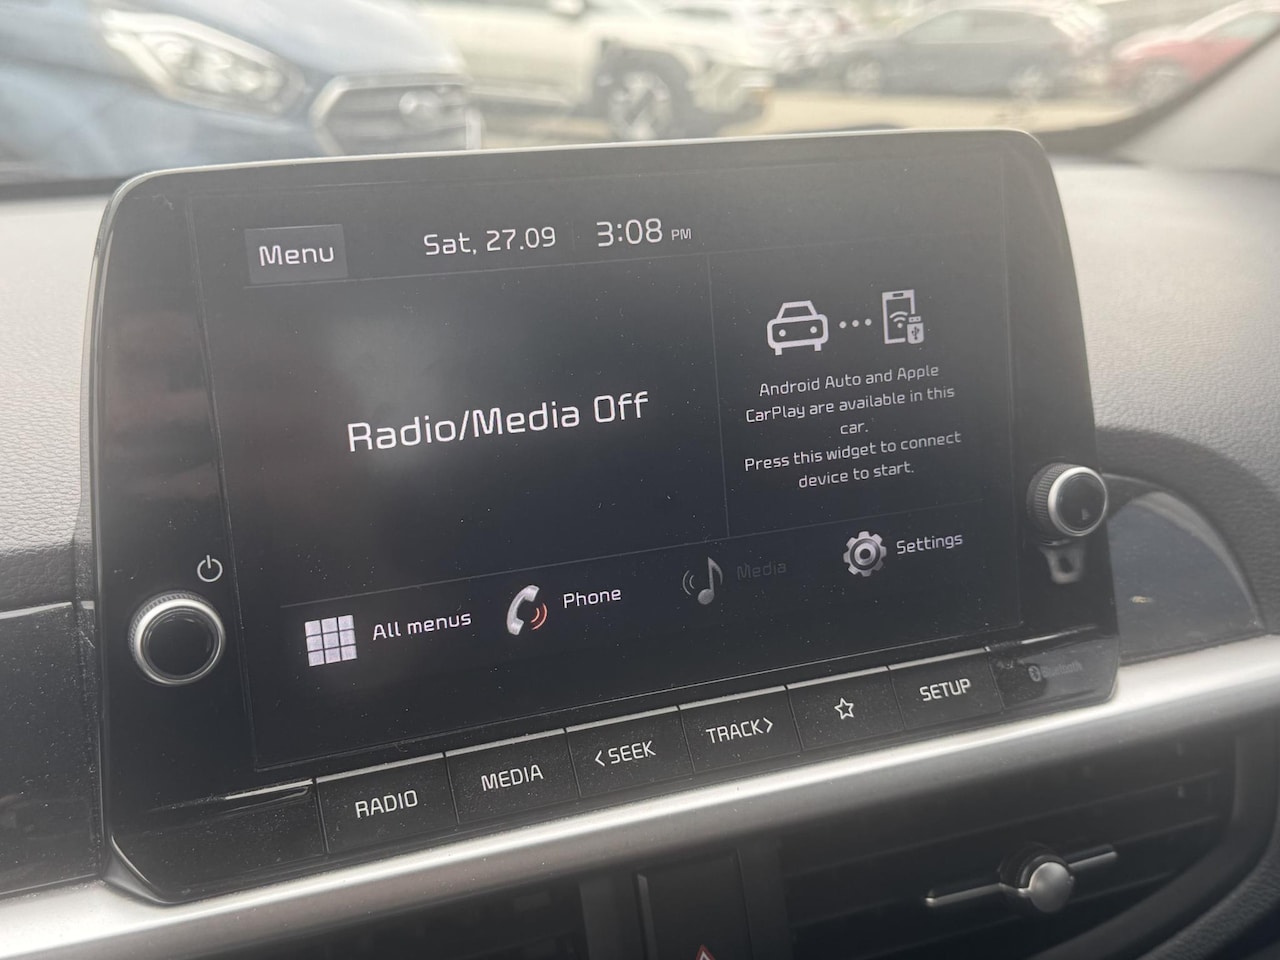 Menu
Sat, 27.09
3:08 PM
Radio/Media Off
Android Auto and Apple
CarPlay are available in this
car.
Press this widget to connect
device to start.
All menus
Phone
Media
Settings
RADIO
MEDIA
<SEEK
TRACK>
SETUP
Bluetooth